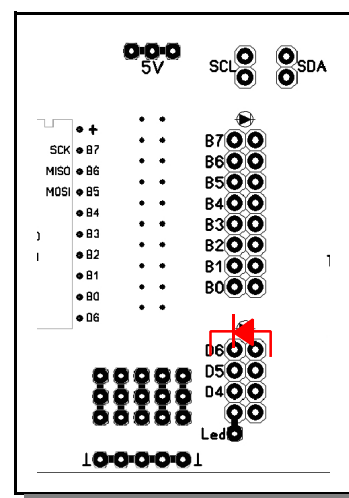 5V
SCL SDA
+
SCK B7
MISO B6
MOSI B5
B4
B3
B2
B1
B0
D6
B7
B6
B5
B4
B3
B2
B1
B0
D6
D5
D4
Led